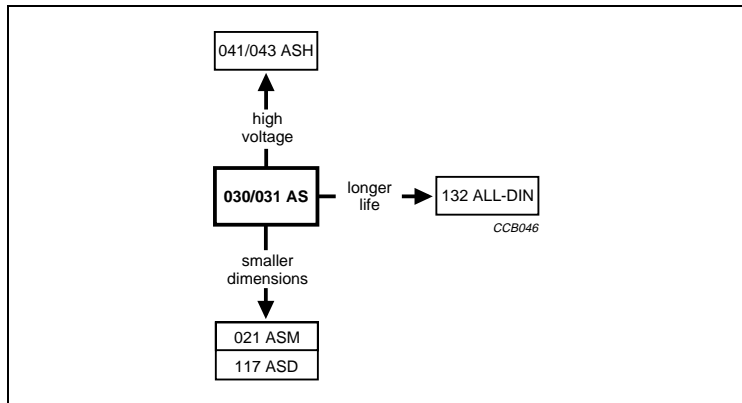 041/043 ASH
high
voltage
030/031 AS
longer
life
132 ALL-DIN
CCB046
smaller
dimensions
021 ASM
117 ASD